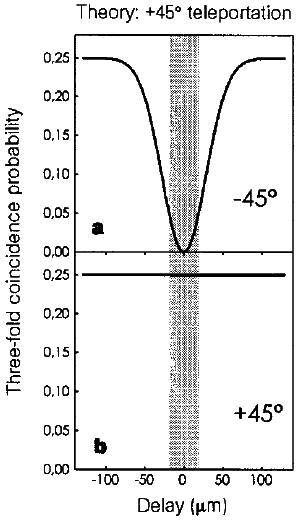 Theory: +45° teleportation
Three-fold coincidence probability
0,25
0,20
0,15
0,10
0,05
0,00
a
-45°
0,25
0,20
0,15
0,10
0,05
0,00
b
+45°
-100 -50 0 50 100
Delay (μm)